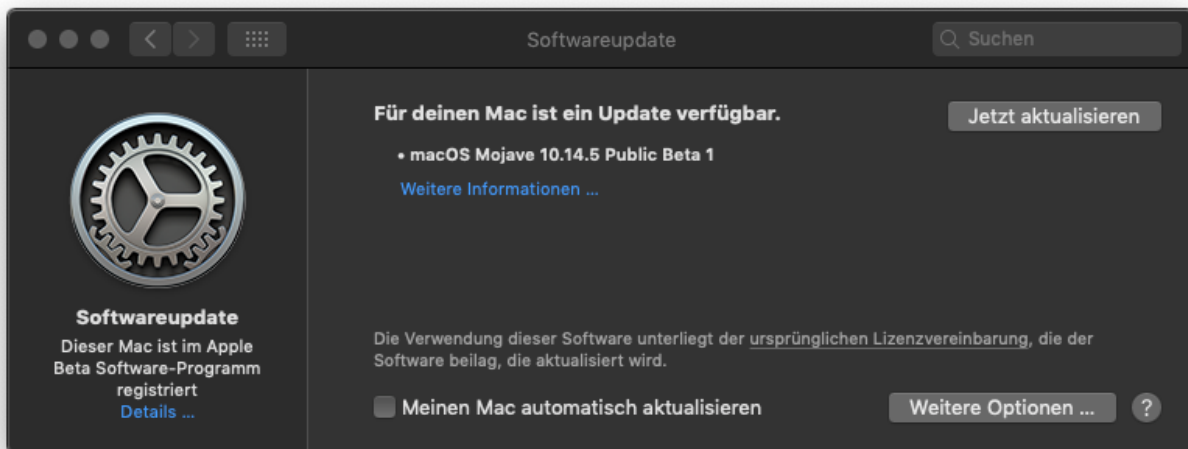 Softwareupdate
Suchen
Für deinen Mac ist ein Update verfügbar.
Jetzt aktualisieren
• macOS Mojave 10.14.5 Public Beta 1
Weitere Informationen ...
Softwareupdate
Dieser Mac ist im Apple
Beta Software-Programm
registriert
Details ...
Die Verwendung dieser Software unterliegt der ursprünglichen Lizenzvereinbarung, die der
Software beilag, die aktualisiert wird.
Meinen Mac automatisch aktualisieren
Weitere Optionen ...
?